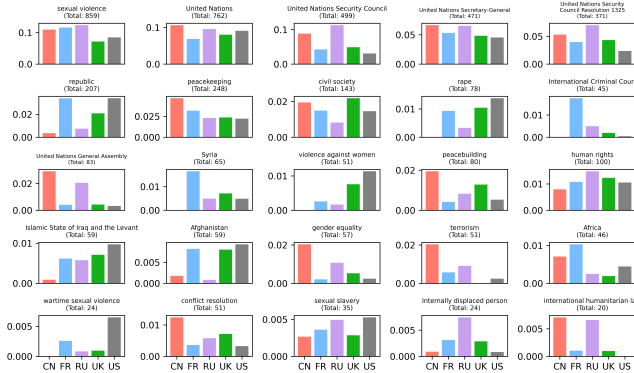 sexual violence
(Total: 859)
United Nations
(Total: 762)
United Nations Security Council
(Total: 499)
United Nations Secretary-General
(Total: 471)
United Nations Security
Council Resolution 1325
(Total: 371)
0.1
0.0
0.1
0.0
0.1
0.0
0.05
0.00
0.05
0.00
republic
(Total: 207)
peacekeeping
(Total: 248)
civil society
(Total: 143)
rape
(Total: 78)
International Criminal Cour
(Total: 45)
0.02
0.00
0.025
0.000
0.02
0.00
0.01
0.00
0.01
0.00
United Nations General Assembly
(Total: 83)
Syria
(Total: 65)
violence against women
(Total: 51)
peacebuilding
(Total: 80)
human rights
(Total: 100)
0.02
0.00
0.01
0.00
0.01
0.00
0.02
0.00
0.01
0.00
Islamic State of Iraq and the Levant
(Total: 59)
Afghanistan
(Total: 59)
gender equality
(Total: 57)
terrorism
(Total: 51)
Africa
(Total: 46)
0.01
0.00
0.005
0.000
0.02
0.00
0.02
0.00
0.01
0.00
wartime sexual violence
(Total: 24)
conflict resolution
(Total: 51)
sexual slavery
(Total: 35)
Internally displaced person
(Total: 24)
international humanitarian la
(Total: 20)
0.005
0.000
0.01
0.00
0.005
0.000
0.005
0.000
0.005
0.000
CN FR RU UK US
CN FR RU UK US
CN FR RU UK US
CN FR RU UK US
CN FR RU UK US